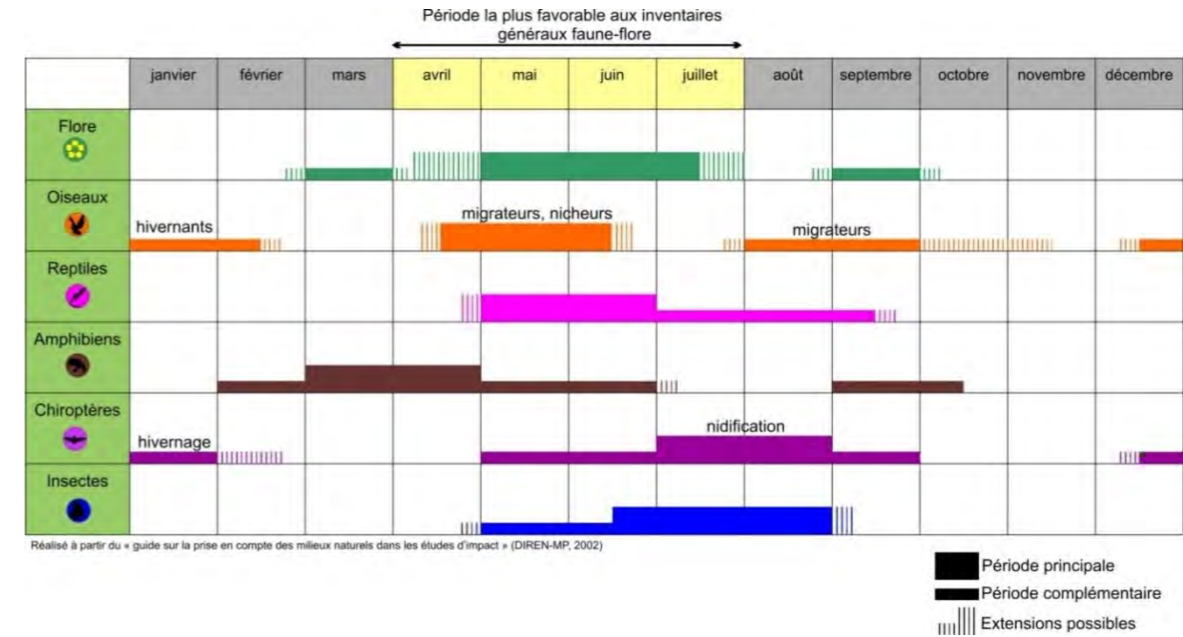 Période la plus favorable aux inventaires
généraux faune-flore
janvier février mars avril mai juin juillet août septembre octobre novembre décembre
Flore
Oiseaux
hivernants
migrateurs, nicheurs
migrateurs
Reptiles
Amphibiens
Chiroptères
hivernage
nidification
Insectes
Réalisé à partir du « guide sur la prise en compte des milieux naturels dans les études d'impact » (DIREN-MP, 2002)
Période principale
Période complémentaire
Extensions possibles